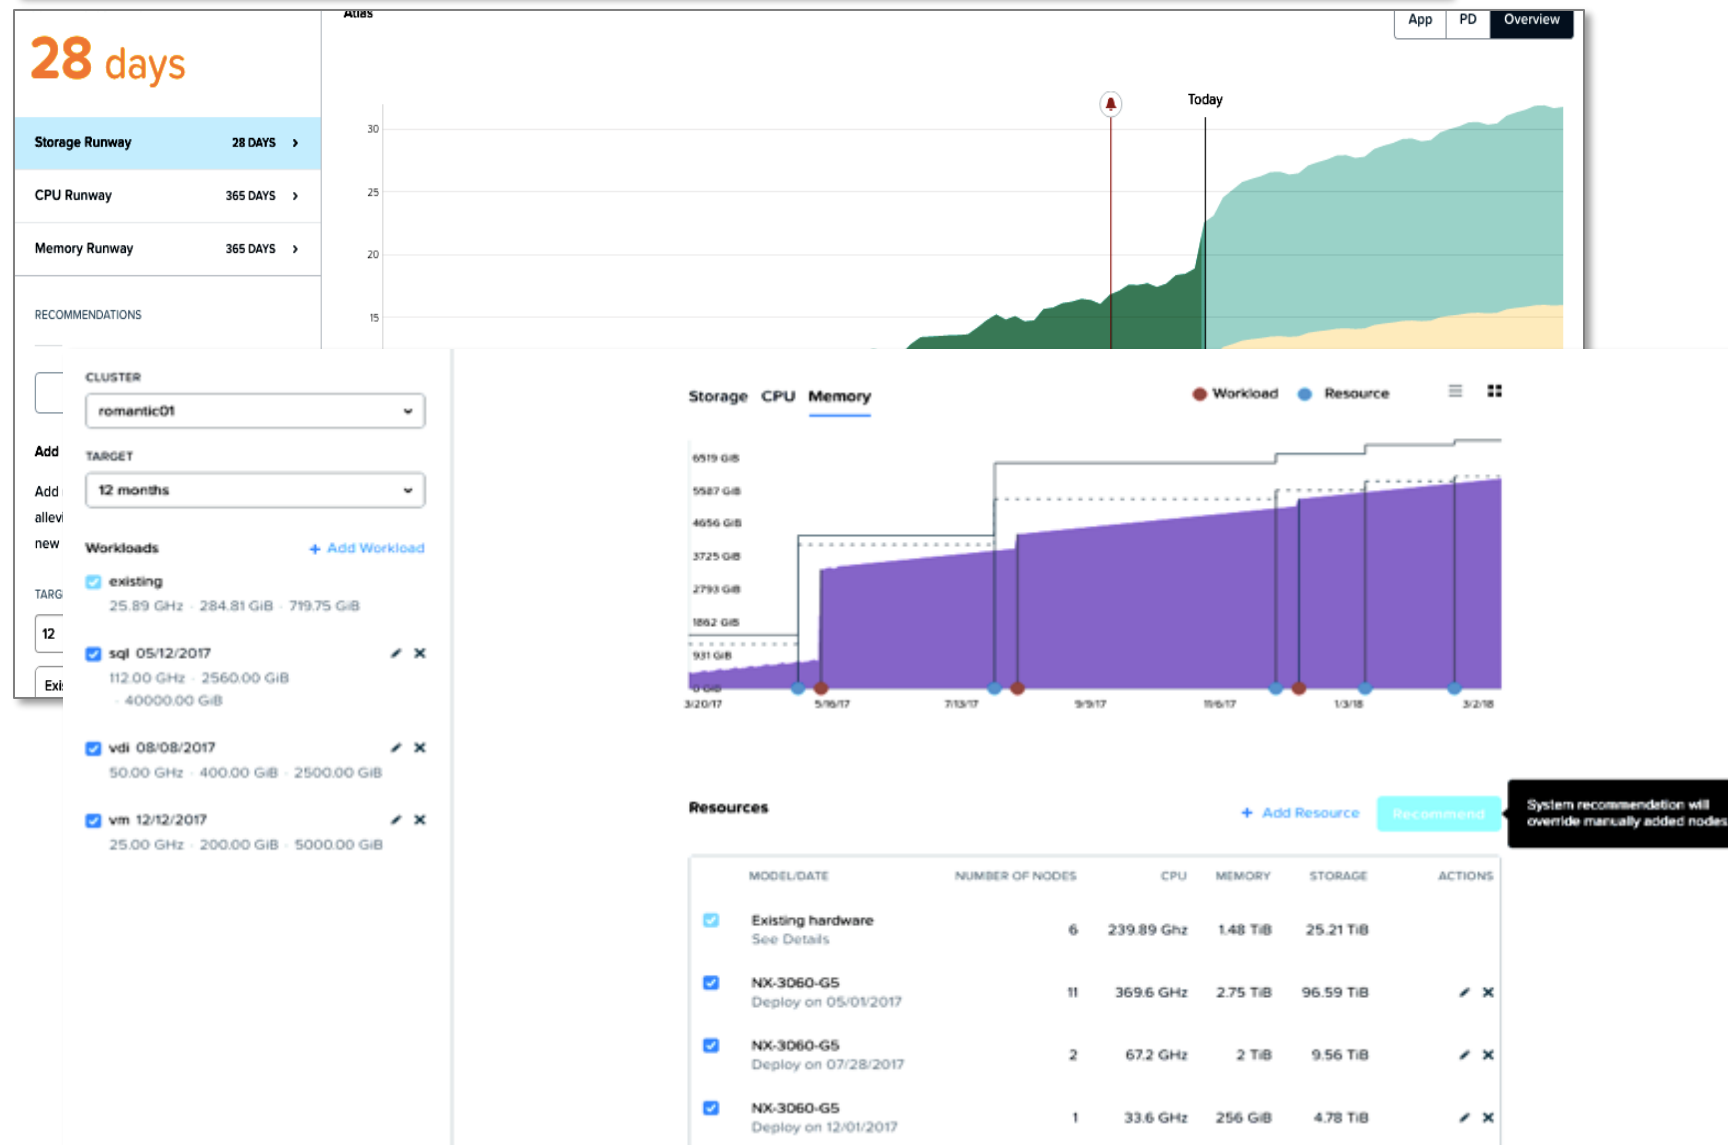 Atlas
App PD Overview
28 days
Storage Runway 28 DAYS
CPU Runway 365 DAYS
Memory Runway 365 DAYS
RECOMMENDATIONS
Today
30
25
20
15
Add
Add
new
12
CLUSTER
romantic01
TARGET
12 months
Workloads + Add Workload
existing
25.89 GHz · 284.81 GiB · 719.75 GiB
sql 05/12/2017
112.00 GHz · 2560.00 GiB
· 40000.00 GiB
vdi 08/08/2017
50.00 GHz · 400.00 GiB · 2500.00 GiB
vm 12/12/2017
25.00 GHz · 200.00 GiB · 5000.00 GiB
Storage CPU Memory
Workload Resource
6519 GiB
5587 GiB
4656 GiB
3725 GiB
2793 GiB
1862 GiB
931 GiB
0 GiB
3/20/17 5/16/17 7/13/17 9/9/17 11/6/17 1/3/18 3/2/18
Resources + Add Resource Recommend
System recommendation will
override manually added nodes
MODEL/DATE NUMBER OF NODES CPU MEMORY STORAGE ACTIONS
Existing hardware 6 239.89 Ghz 1.48 TiB 25.21 TiB
See Details
NX-3060-G5 11 369.6 GHz 2.75 TiB 96.59 TiB
Deploy on 05/01/2017
NX-3060-G5 2 67.2 GHz 2 TiB 9.56 TiB
Deploy on 07/28/2017
NX-3060-G5 1 33.6 GHz 256 GiB 4.78 TiB
Deploy on 12/01/2017